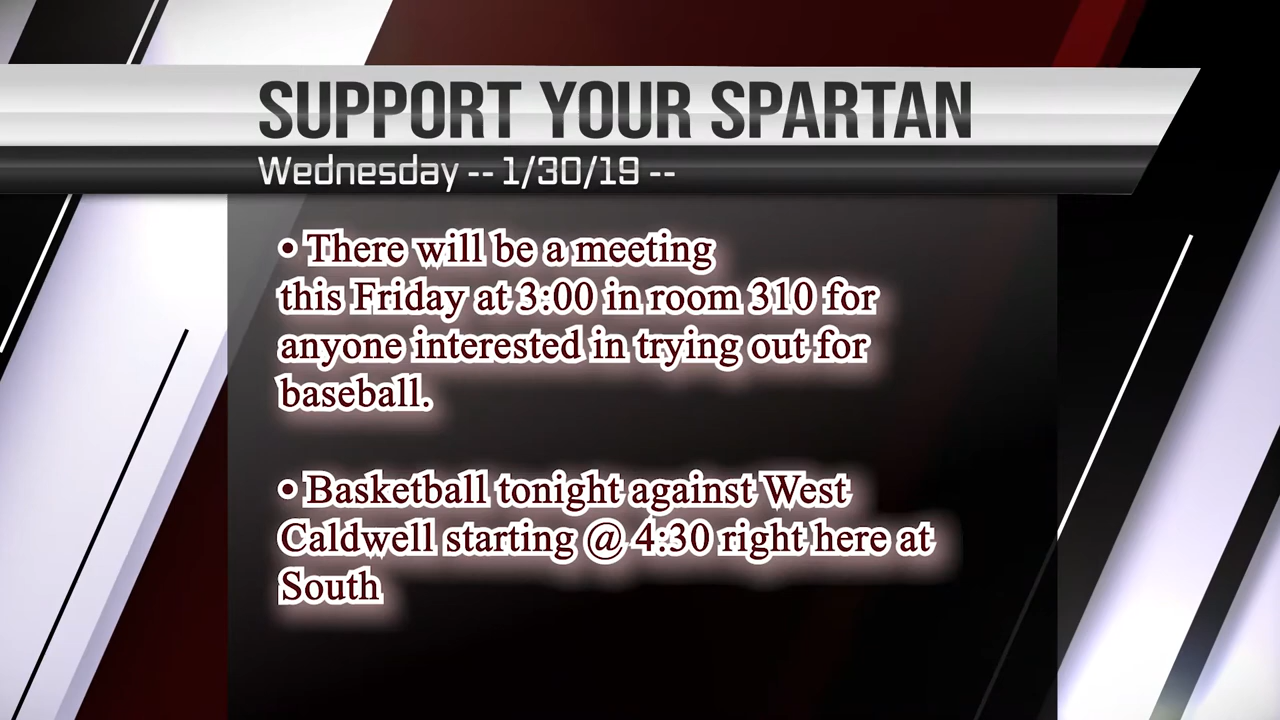 SUPPORT YOUR SPARTAN
Wednesday -- 1/30/19 --
• There will be a meeting
this Friday at 3:00 in room 310 for
anyone interested in trying out for
baseball.
• Basketball tonight against West
Caldwell starting @ 4:30 right here at
South